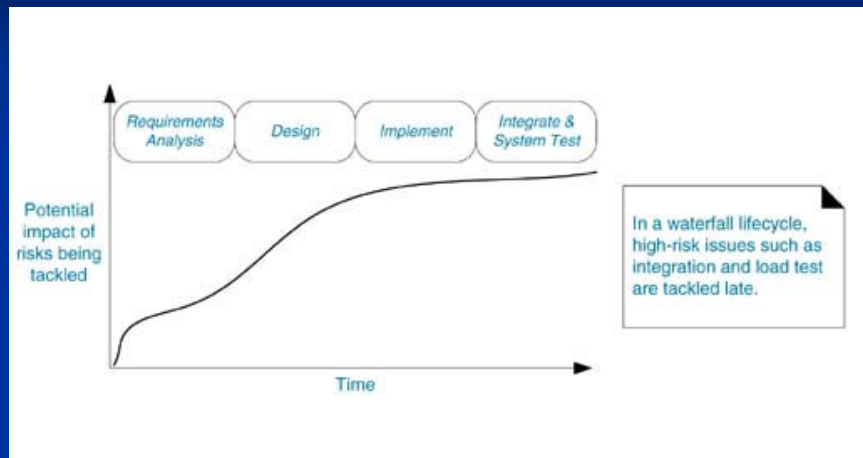 Requirements
Analysis
Design
Implement
Integrate &
System Test
Potential
impact of
risks being
tackled
In a waterfall lifecycle,
high-risk issues such as
integration and load test
are tackled late.
Time